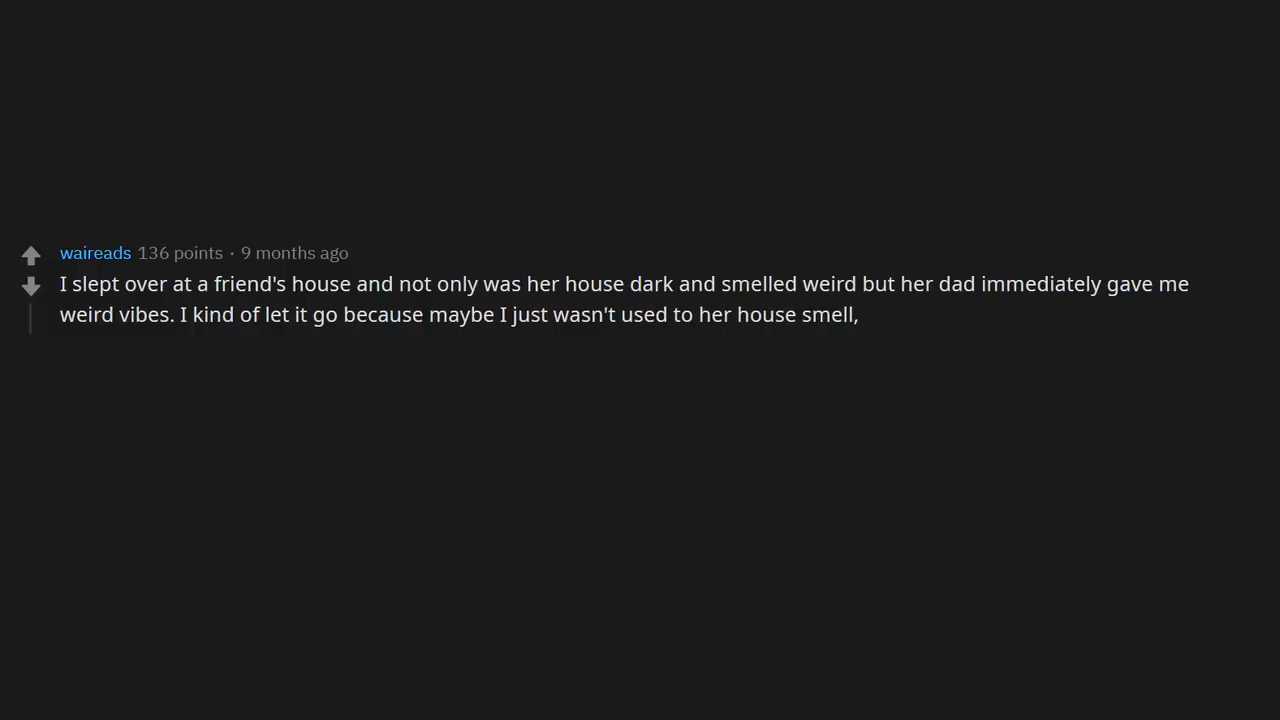 waireads 136 points · 9 months ago
I slept over at a friend's house and not only was her house dark and smelled weird but her dad immediately gave me
weird vibes. I kind of let it go because maybe I just wasn't used to her house smell,